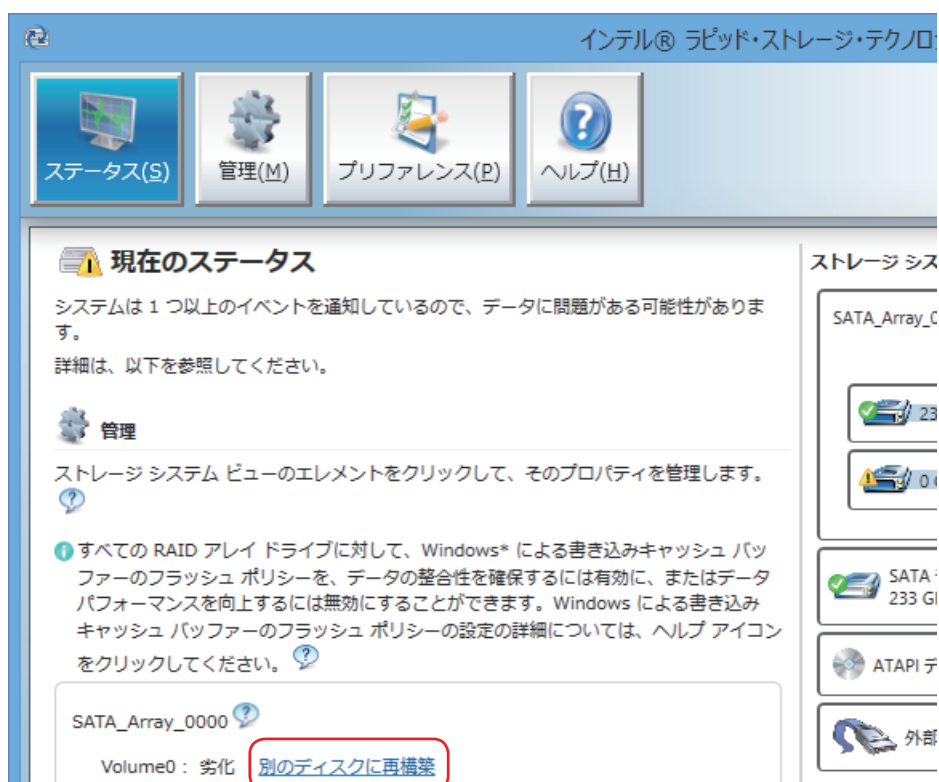 インテル® ラピッド・ストレージ・テクノロ
ステータス(S)
管理(M)
プリファレンス(P)
ヘルプ(H)
現在のステータス
システムは 1 つ以上のイベントを通知しているので、データに問題がある可能性がありま
す。
詳細は、以下を参照してください。
管理
ストレージ システム ビューのエレメントをクリックして、そのプロパティを管理します。
すべての RAID アレイ ドライブに対して、Windows* による書き込みキャッシュ バッ
ファーのフラッシュ ポリシーを、データの整合性を確保するには有効に、またはデータ
パフォーマンスを向上するには無効にすることができます。Windows による書き込み
キャッシュ バッファーのフラッシュ ポリシーの設定の詳細については、ヘルプ アイコン
をクリックしてください。
SATA_Array_0000
Volume0 : 劣化 別のディスクに再構築
ストレージ シス
SATA_Array_0
23
0
SATA
233 G
ATAPI デ
外部